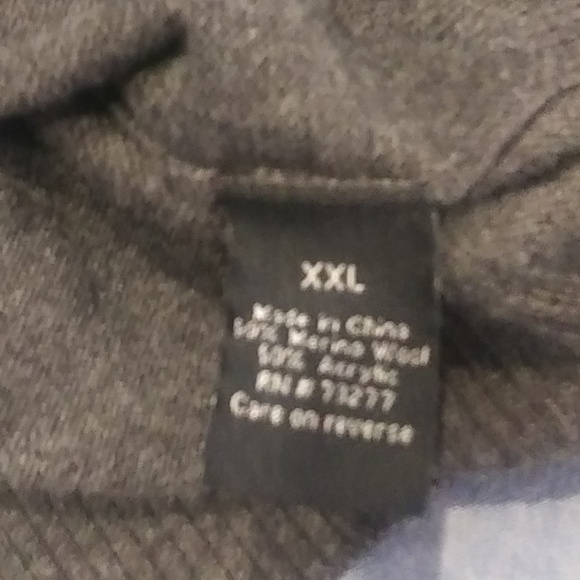 XXL
Made in China
50% Merino Wool
50% Acrylic
RN # 73277
Care on reverse